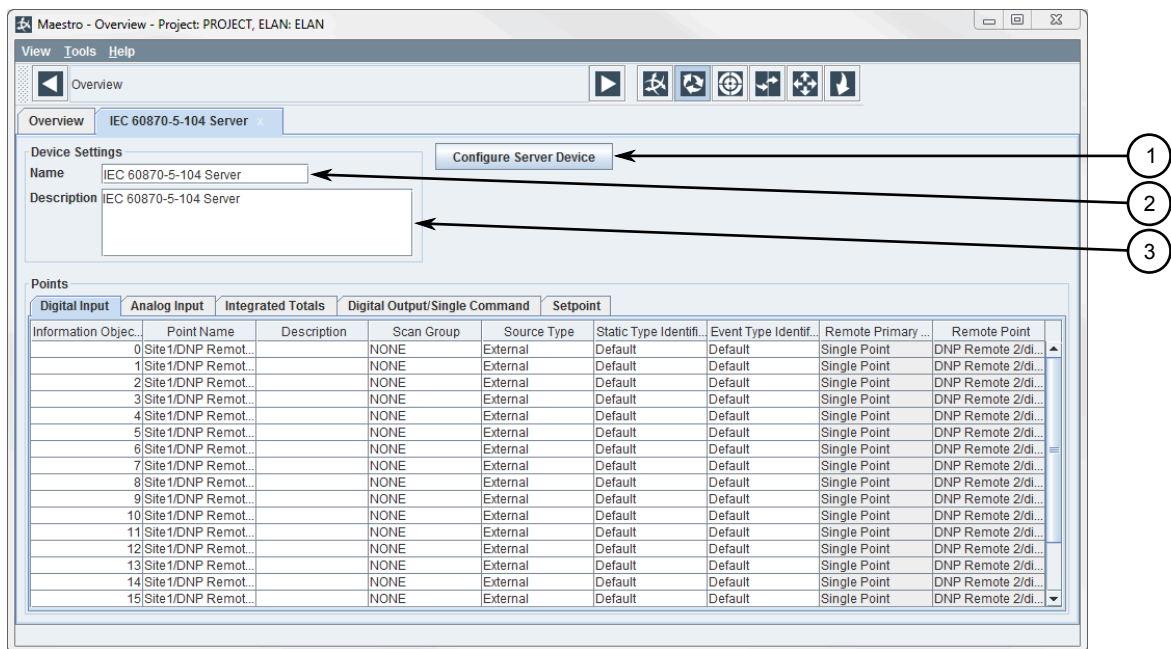 Maestro - Overview - Project: PROJECT, ELAN: ELAN
View Tools Help
Overview
Overview IEC 60870-5-104 Server x
Device Settings
Configure Server Device
1
Name IEC 60870-5-104 Server
2
Description IEC 60870-5-104 Server
3
Points
Digital Input Analog Input Integrated Totals Digital Output/Single Command Setpoint
Information Objec... Point Name Description Scan Group Source Type Static Type Identifi... Event Type Identif... Remote Primary ... Remote Point
0 Site1/DNP Remot... NONE External Default Default Single Point DNP Remote 2/di...
1 Site1/DNP Remot... NONE External Default Default Single Point DNP Remote 2/di...
2 Site1/DNP Remot... NONE External Default Default Single Point DNP Remote 2/di...
3 Site1/DNP Remot... NONE External Default Default Single Point DNP Remote 2/di...
4 Site1/DNP Remot... NONE External Default Default Single Point DNP Remote 2/di...
5 Site1/DNP Remot... NONE External Default Default Single Point DNP Remote 2/di...
6 Site1/DNP Remot... NONE External Default Default Single Point DNP Remote 2/di...
7 Site1/DNP Remot... NONE External Default Default Single Point DNP Remote 2/di...
8 Site1/DNP Remot... NONE External Default Default Single Point DNP Remote 2/di...
9 Site1/DNP Remot... NONE External Default Default Single Point DNP Remote 2/di...
10 Site1/DNP Remot... NONE External Default Default Single Point DNP Remote 2/di...
11 Site1/DNP Remot... NONE External Default Default Single Point DNP Remote 2/di...
12 Site1/DNP Remot... NONE External Default Default Single Point DNP Remote 2/di...
13 Site1/DNP Remot... NONE External Default Default Single Point DNP Remote 2/di...
14 Site1/DNP Remot... NONE External Default Default Single Point DNP Remote 2/di...
15 Site1/DNP Remot... NONE External Default Default Single Point DNP Remote 2/di...